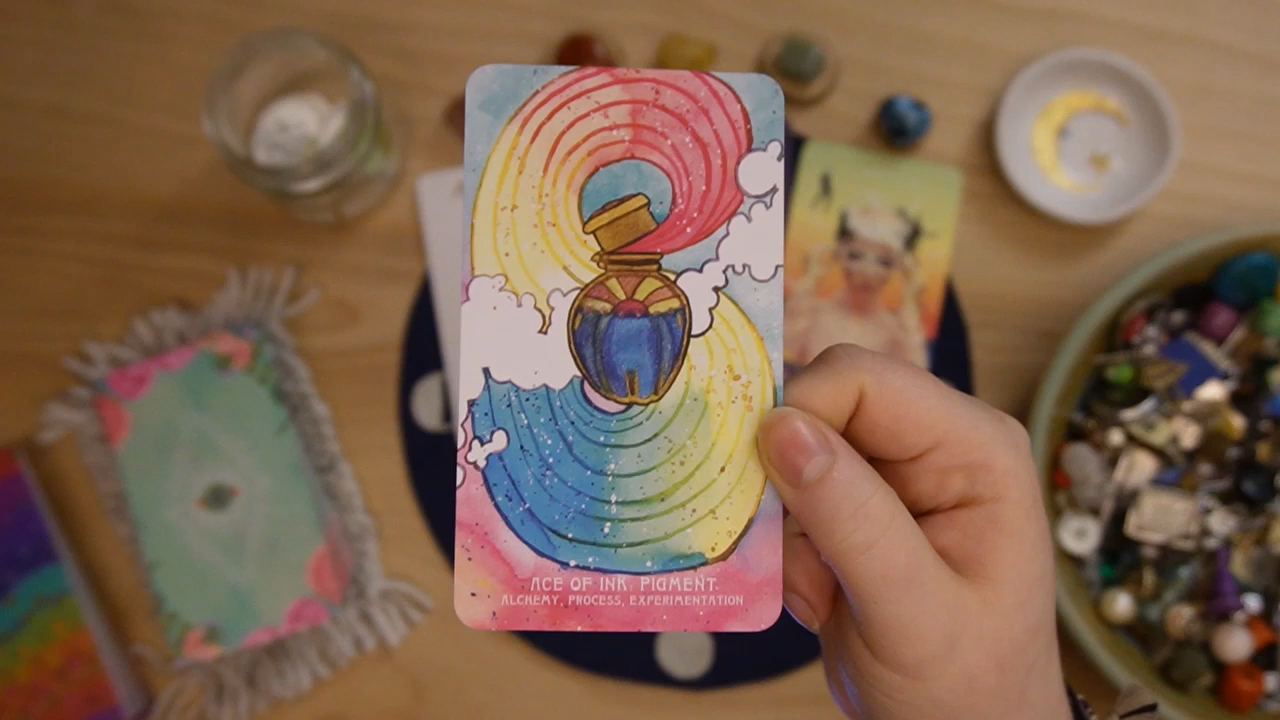 ACE OF INK. PIGMENT.
ALCHEMY, PROCESS, EXPERIMENTATION